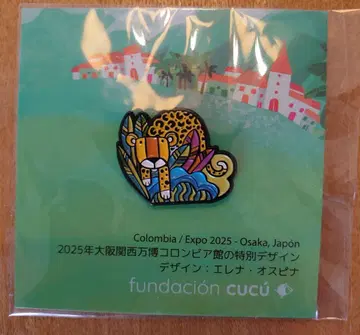 Colombia / Expo 2025 - Osaka, Japón
2025年大阪関西万博コロンビア館の特別デザイン
デザイン：エレナ・オスピナ
fundación cucú